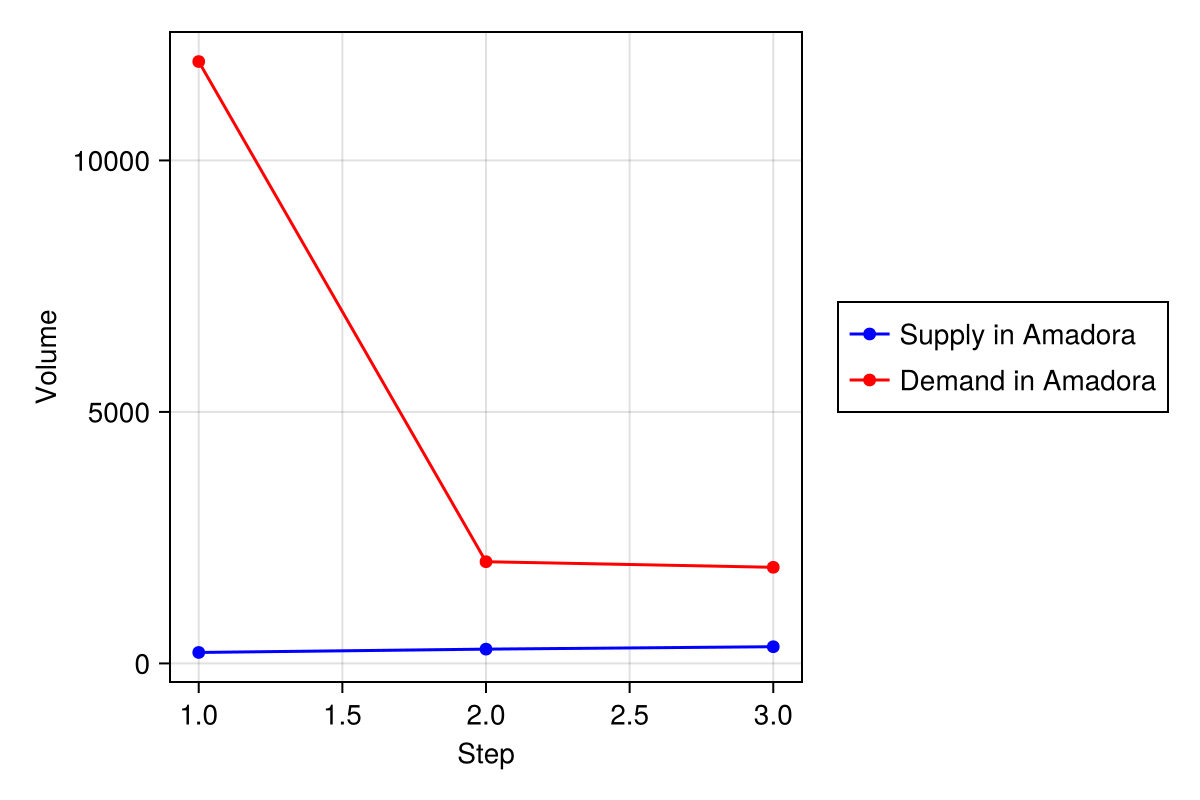 10000
5000
0
Volume
1.0 1.5 2.0 2.5 3.0
Step
Supply in Amadora
Demand in Amadora